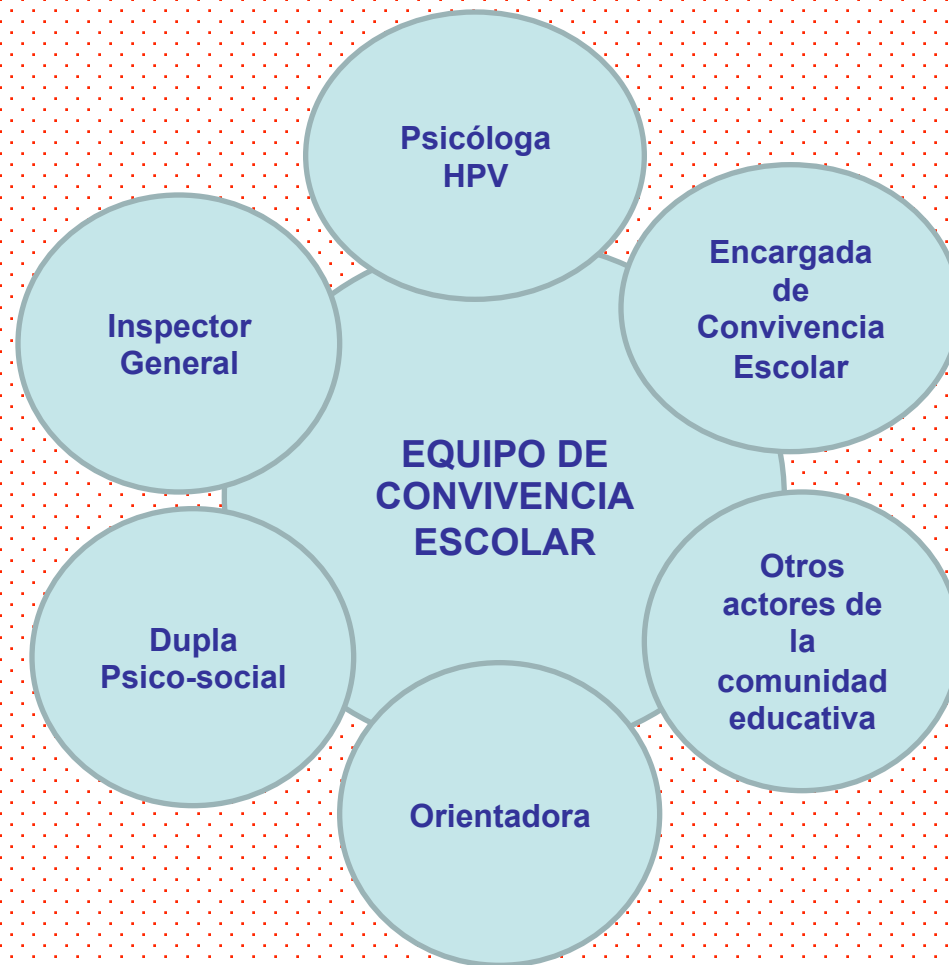 Psicóloga
HPV
Encargada
de
Convivencia
Escolar
Inspector
General
EQUIPO DE
CONVIVENCIA
ESCOLAR
Otros
actores de
la
comunidad
educativa
Dupla
Psico-social
Orientadora